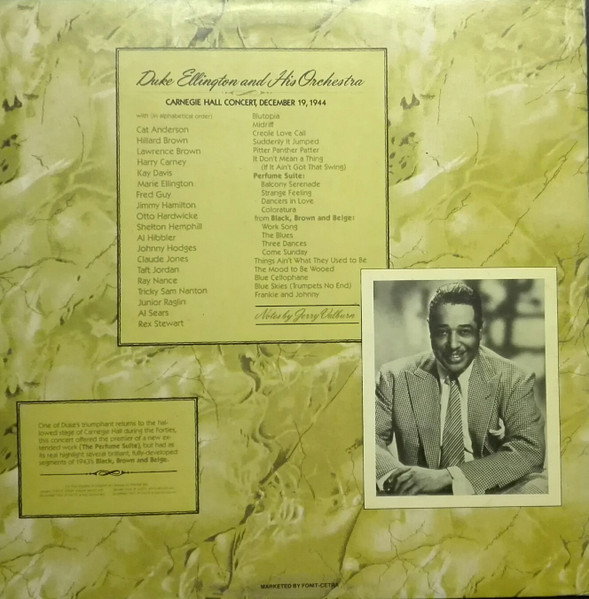 Duke Ellington and His Orchestra
CARNEGIE HALL CONCERT, DECEMBER 19, 1944
with (in alphabetical order)
Cat Anderson
Hillard Brown
Lawrence Brown
Harry Carney
Kay Davis
Marie Ellington
Fred Guy
Jimmy Hamilton
Otto Hardwicke
Shelton Hemphill
Al Hibbler
Johnny Hodges
Claude Jones
Taft Jordan
Ray Nance
Tricky Sam Nanton
Junior Raglin
Al Sears
Rex Stewart
Blutopia
Midriff
Creole Love Call
Suddenly It Jumped
Pitter Panther Patter
It Don't Mean a Thing
(If It Ain't Got That Swing)
Perfume Suite:
Balcony Serenade
Strange Feeling
Dancers in Love
Coloratura
from Black, Brown and Beige:
Work Song
The Blues
Three Dances
Come Sunday
Things Ain't What They Used to Be
The Mood to Be Wooed
Blue Cellophane
Blue Skies (Trumpets No End)
Frankie and Johnny
Notes by Jerry Valburn
One of Duke's triumphant returns to the hal-
lowed stage of Carnegie Hall during the Forties,
this concert offered the premier of a new ex-
tended work (The Perfume Suite), but had as
its real highlight several brilliant, fully-developed
segments of 1943's Black, Brown and Beige.
MARKETED BY FONIT-CETRA